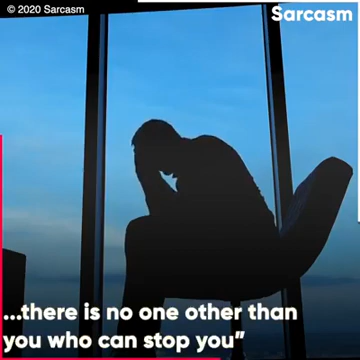 © 2020 Sarcasm
Sarcasm
...there is no one other than
you who can stop you”